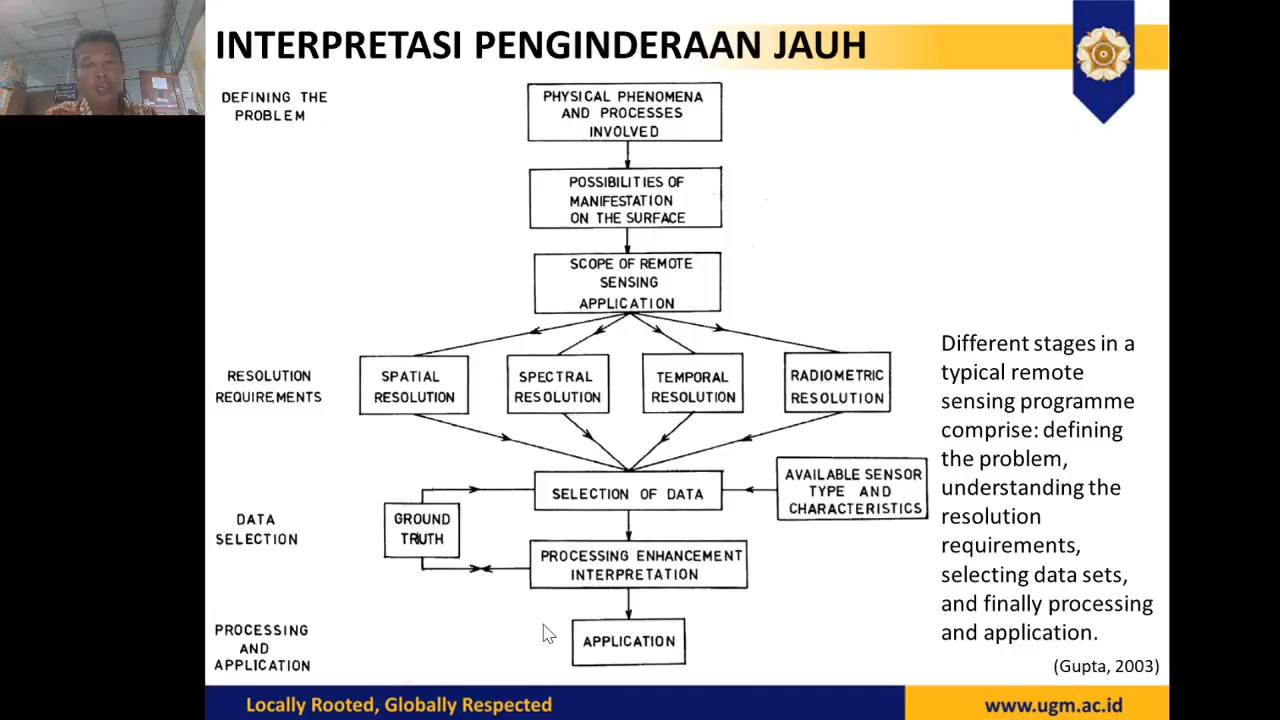 INTERPRETASI PENGINDERAAN JAUH
DEFINING THE
PROBLEM
PHYSICAL PHENOMENA
AND PROCESSES
INVOLVED
POSSIBILITIES OF
MANIFESTATION
ON THE SURFACE
SCOPE OF REMOTE
SENSING
APPLICATION
RESOLUTION
REQUIREMENTS
SPATIAL
RESOLUTION
SPECTRAL
RESOLUTION
TEMPORAL
RESOLUTION
RADIOMETRIC
RESOLUTION
DATA
SELECTION
SELECTION OF DATA
AVAILABLE SENSOR
TYPE AND
CHARACTERISTICS
GROUND
TRUTH
PROCESSING ENHANCEMENT
INTERPRETATION
PROCESSING
AND
APPLICATION
APPLICATION
Different stages in a
typical remote
sensing programme
comprise: defining
the problem,
understanding the
resolution
requirements,
selecting data sets,
and finally processing
and application.
(Gupta, 2003)
Locally Rooted, Globally Respected
www.ugm.ac.id